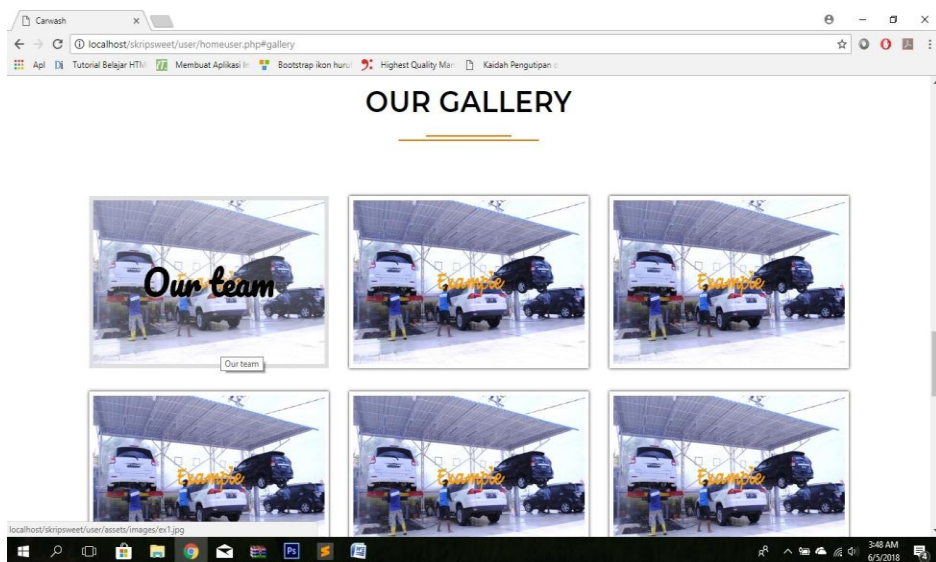 Carwash
localhost/skripsweet/user/homeuser.php#gallery
Apl
Tutorial Belajar HTM
Membuat Aplikasi
Bootstrap ikon huruf
Highest Quality Mar
Kaidah Pengutipan
OUR GALLERY
Our team
Example
Example
Example
Our team
Example
Example
Example
localhost/skripsweet/user/assets/images/ex1.jpg
3:48 AM
6/5/2018